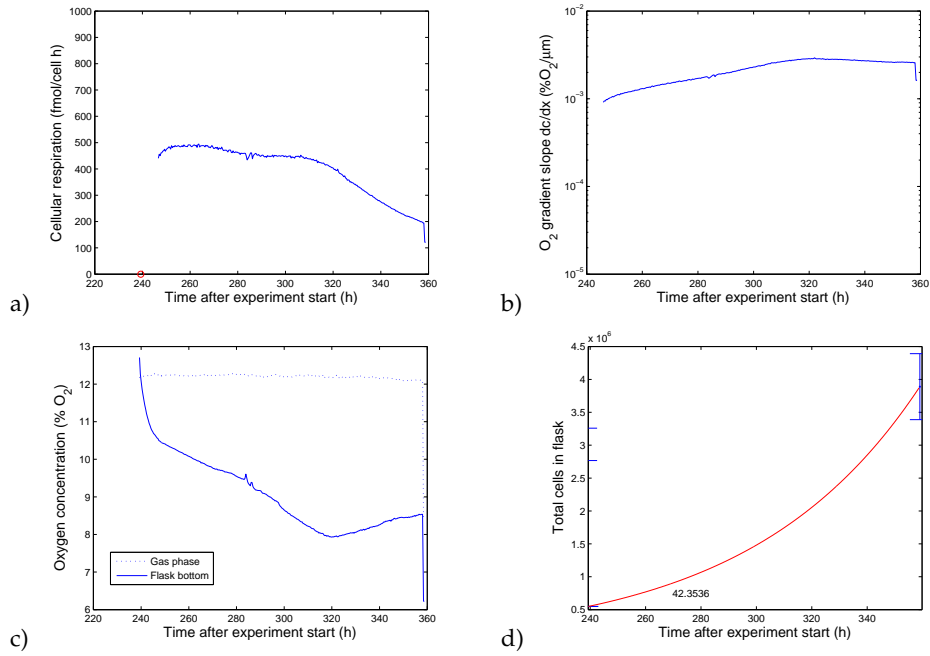 1000
900
800
700
600
500
400
300
200
100
0
220 240 260 280 300 320 340 360
Time after experiment start (h)
Cellular respiration (fmol/cell h)
a)
10⁻²
10⁻³
10⁻⁴
10⁻⁵
220 240 260 280 300 320 340 360
Time after experiment start (h)
O₂ gradient slope dc/dx (%O₂/μm)
b)
13
12
11
10
9
8
7
6
220 240 260 280 300 320 340 360
Time after experiment start (h)
Oxygen concentration (% O₂)
Gas phase
Flask bottom
c)
x 10⁶
4.5
4
3.5
3
2.5
2
1.5
1
0.5
240 260 280 300 320 340
Time after experiment start (h)
Total cells in flask
42.3536
d)